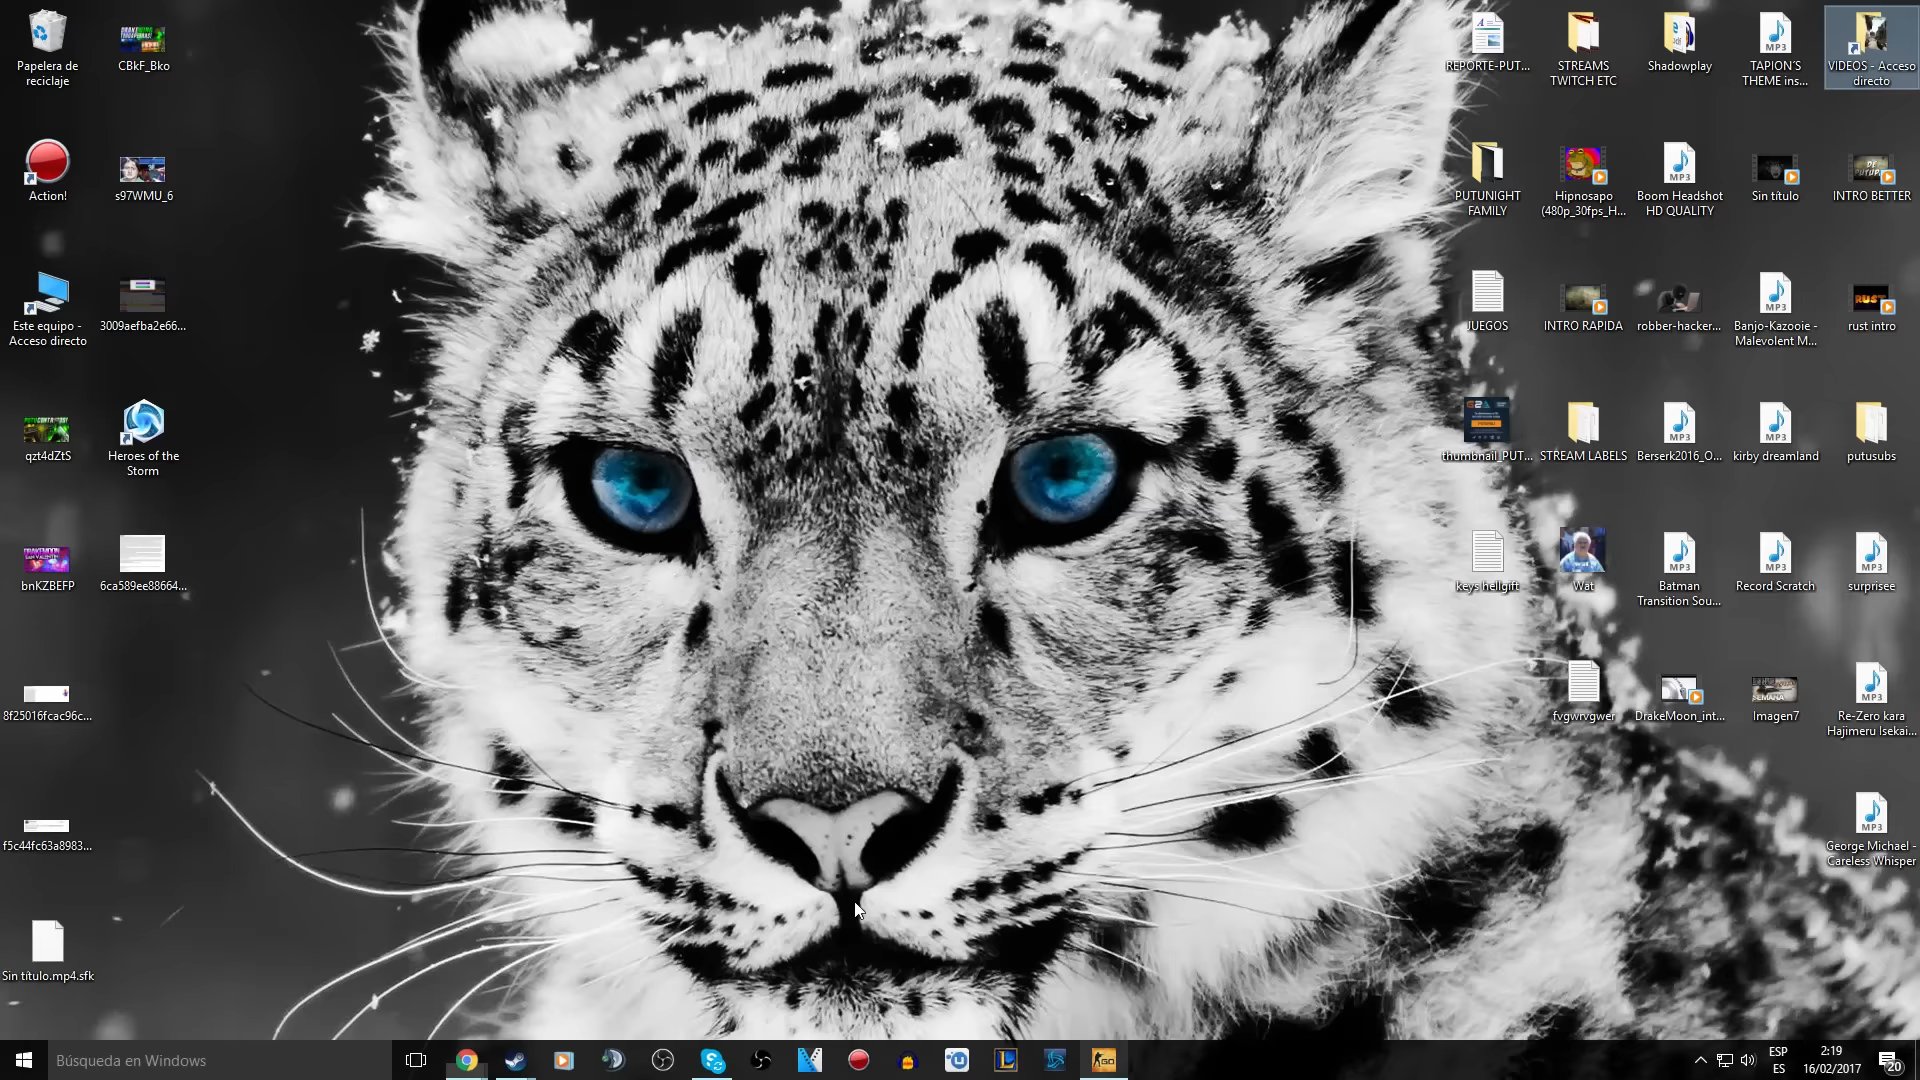 Papelera de
reciclaje
CBkF_Bko
REPORTE-PUT...
STREAMS
TWITCH ETC
Shadowplay
TAPION´S
THEME ins...
VIDEOS - Acceso
directo
Action!
s97WMU_6
PUTUNIGHT
FAMILY
Hipnosapo
(480p_30fps_H...
Boom Headshot
HD QUALITY
Sin título
INTRO BETTER
Este equipo -
Acceso directo
3009aefba2e66...
JUEGOS
INTRO RAPIDA
robber-hacker...
Banjo-Kazooie -
Malevolent M...
RUST
rust intro
qzt4dZtS
Heroes of the
Storm
thumbnail_PUT...
STREAM LABELS
Berserk2016_O...
kirby dreamland
putusubs
bnKZBEFP
6ca589ee88664...
keys hellgift
Wat
Batman
Transition Sou...
Record Scratch
surprisee
8f25016fcac96c...
fvgwrvgwer
DrakeMoon_int...
Imagen7
Re-Zero kara
Hajimeru Isekai...
f5c44fc63a8983...
George Michael -
Careless Whisper
Sin título.mp4.sfk
Búsqueda en Windows
ESP
ES
2:19
16/02/2017
20